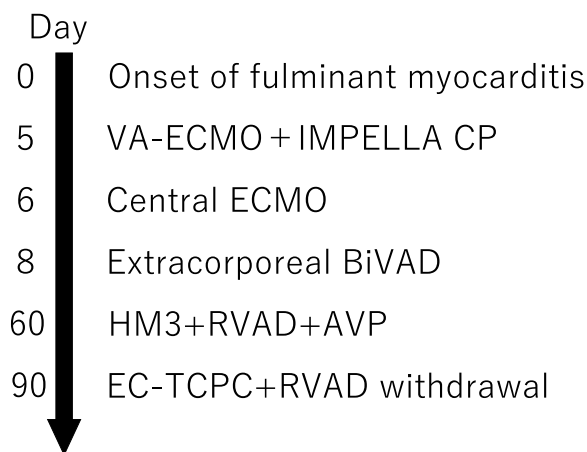 Day
0 Onset of fulminant myocarditis
5 VA-ECMO+IMPELLA CP
6 Central ECMO
8 Extracorporeal BiVAD
60 HM3+RVAD+AVP
90 EC-TCPC+RVAD withdrawal